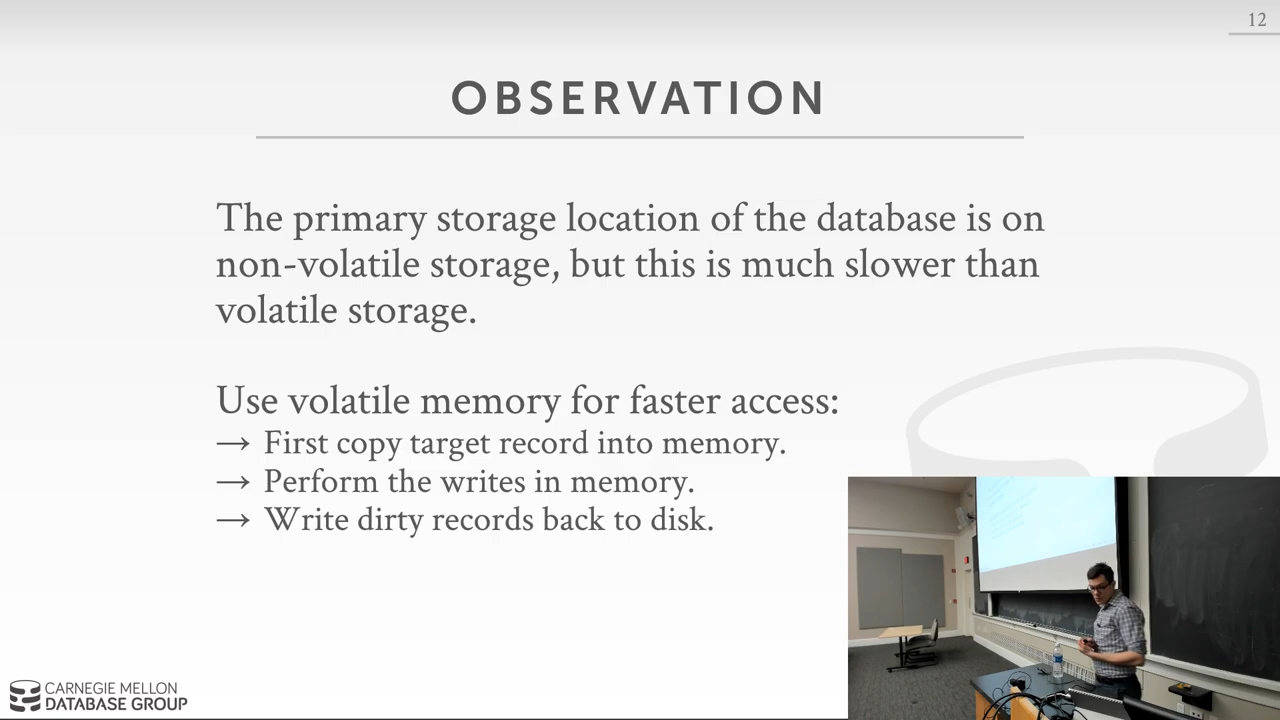 12
OBSERVATION
The primary storage location of the database is on
non-volatile storage, but this is much slower than
volatile storage.
Use volatile memory for faster access:
→ First copy target record into memory.
→ Perform the writes in memory.
→ Write dirty records back to disk.
CARNEGIE MELLON
DATABASE GROUP